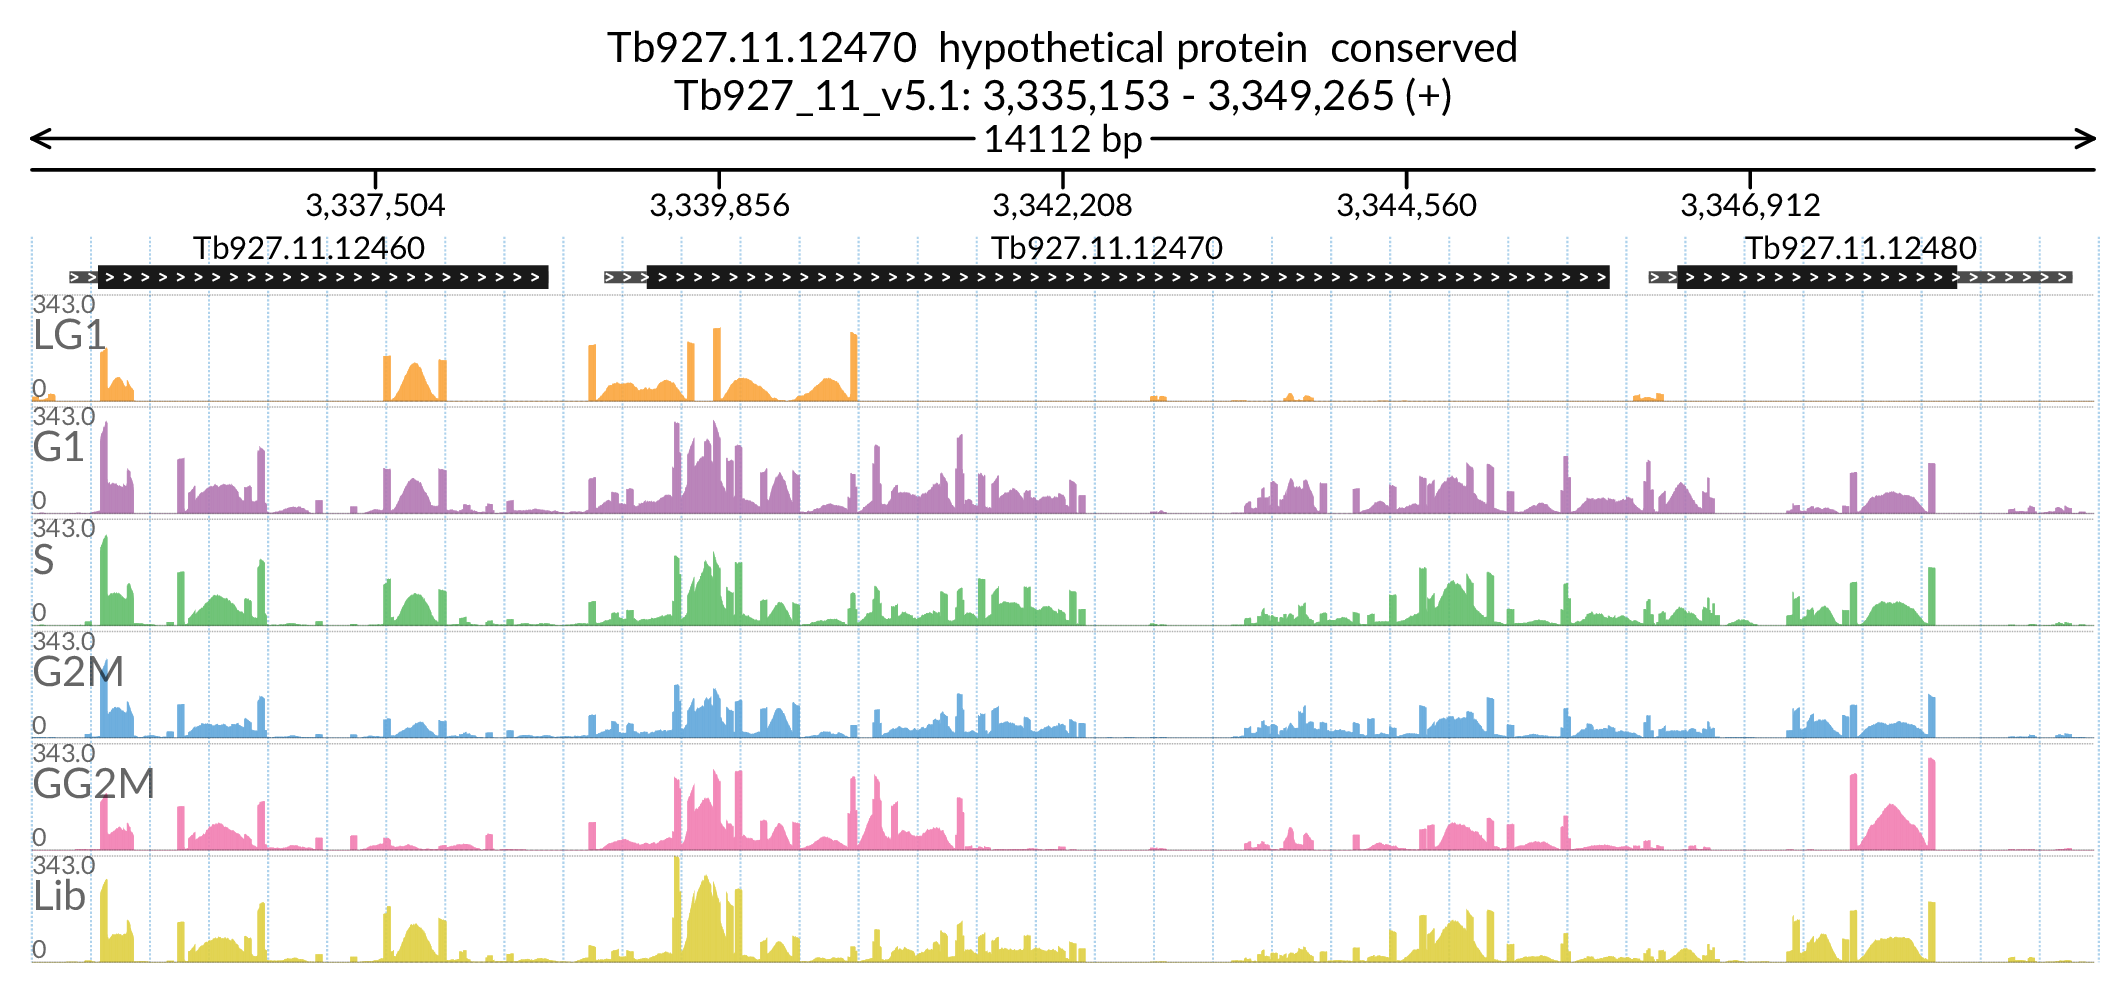 Tb927.11.12470  hypothetical protein  conserved
Tb927_11_v5.1: 3,335,153 - 3,349,265 (+)
14112 bp
3,337,504 3,339,856 3,342,208 3,344,560 3,346,912
Tb927.11.12460 Tb927.11.12470 Tb927.11.12480
343.0
LG1
0
343.0
G1
0
343.0
S
0
343.0
G2M
0
343.0
GG2M
0
343.0
Lib
0